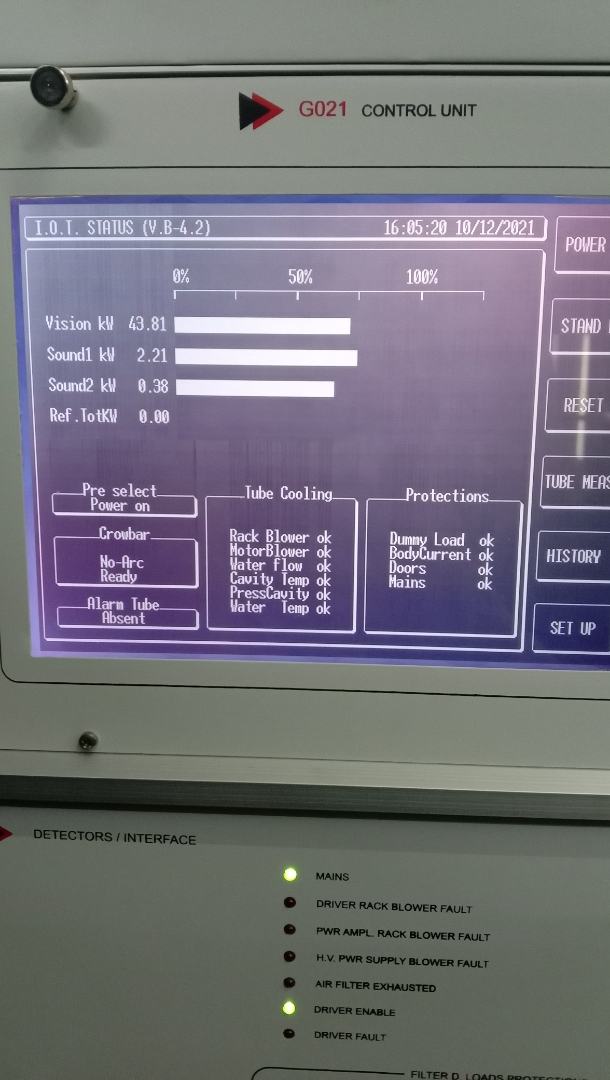 G021 CONTROL UNIT
I.O.T. STATUS (V.B-4.2) 16:05:20 10/12/2021
0% 50% 100%
Vision kW 43.81
Sound1 kW 2.21
Sound2 kW 0.38
Ref.TotKW 0.00
POWER
STAND
RESET
TUBE MEAS
HISTORY
SET UP
Pre select
Power on
Crowbar
No-Arc
Ready
Alarm Tube
Absent
Tube Cooling
Rack Blower ok
MotorBlower ok
Water flow ok
Cavity Temp ok
PressCavity ok
Water Temp ok
Protections
Dummy Load ok
BodyCurrent ok
Doors ok
Mains ok
DETECTORS / INTERFACE
MAINS
DRIVER RACK BLOWER FAULT
PWR AMPL. RACK BLOWER FAULT
H.V. PWR SUPPLY BLOWER FAULT
AIR FILTER EXHAUSTED
DRIVER ENABLE
DRIVER FAULT
FILTER D. LOADS